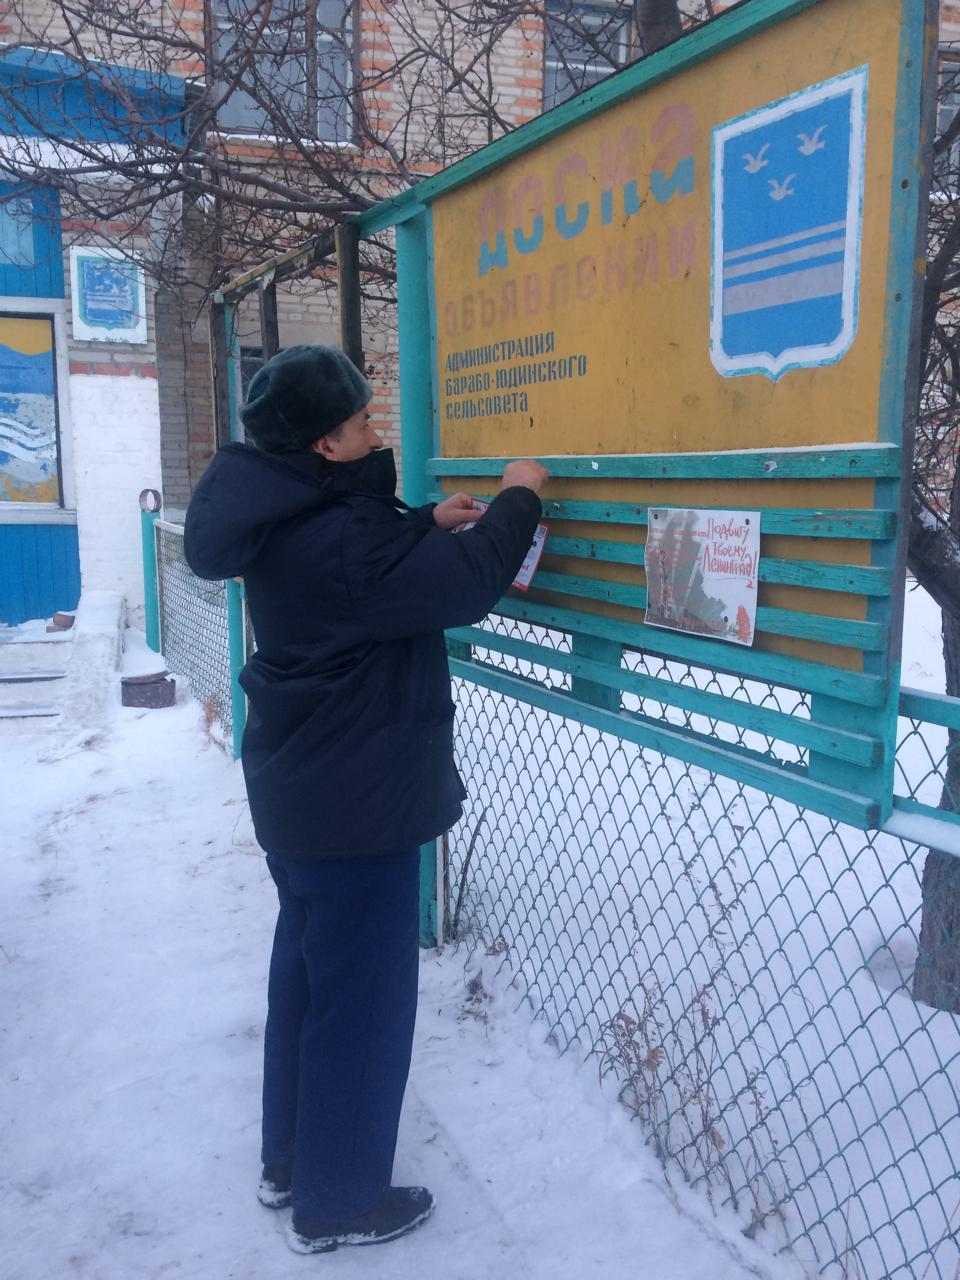 Доска
объявлений
АДМИНИСТРАЦИЯ
БАРАБО-ЮДИНСКОГО
СЕЛЬСОВЕТА
Подвигу
Твоему
Ленинград!